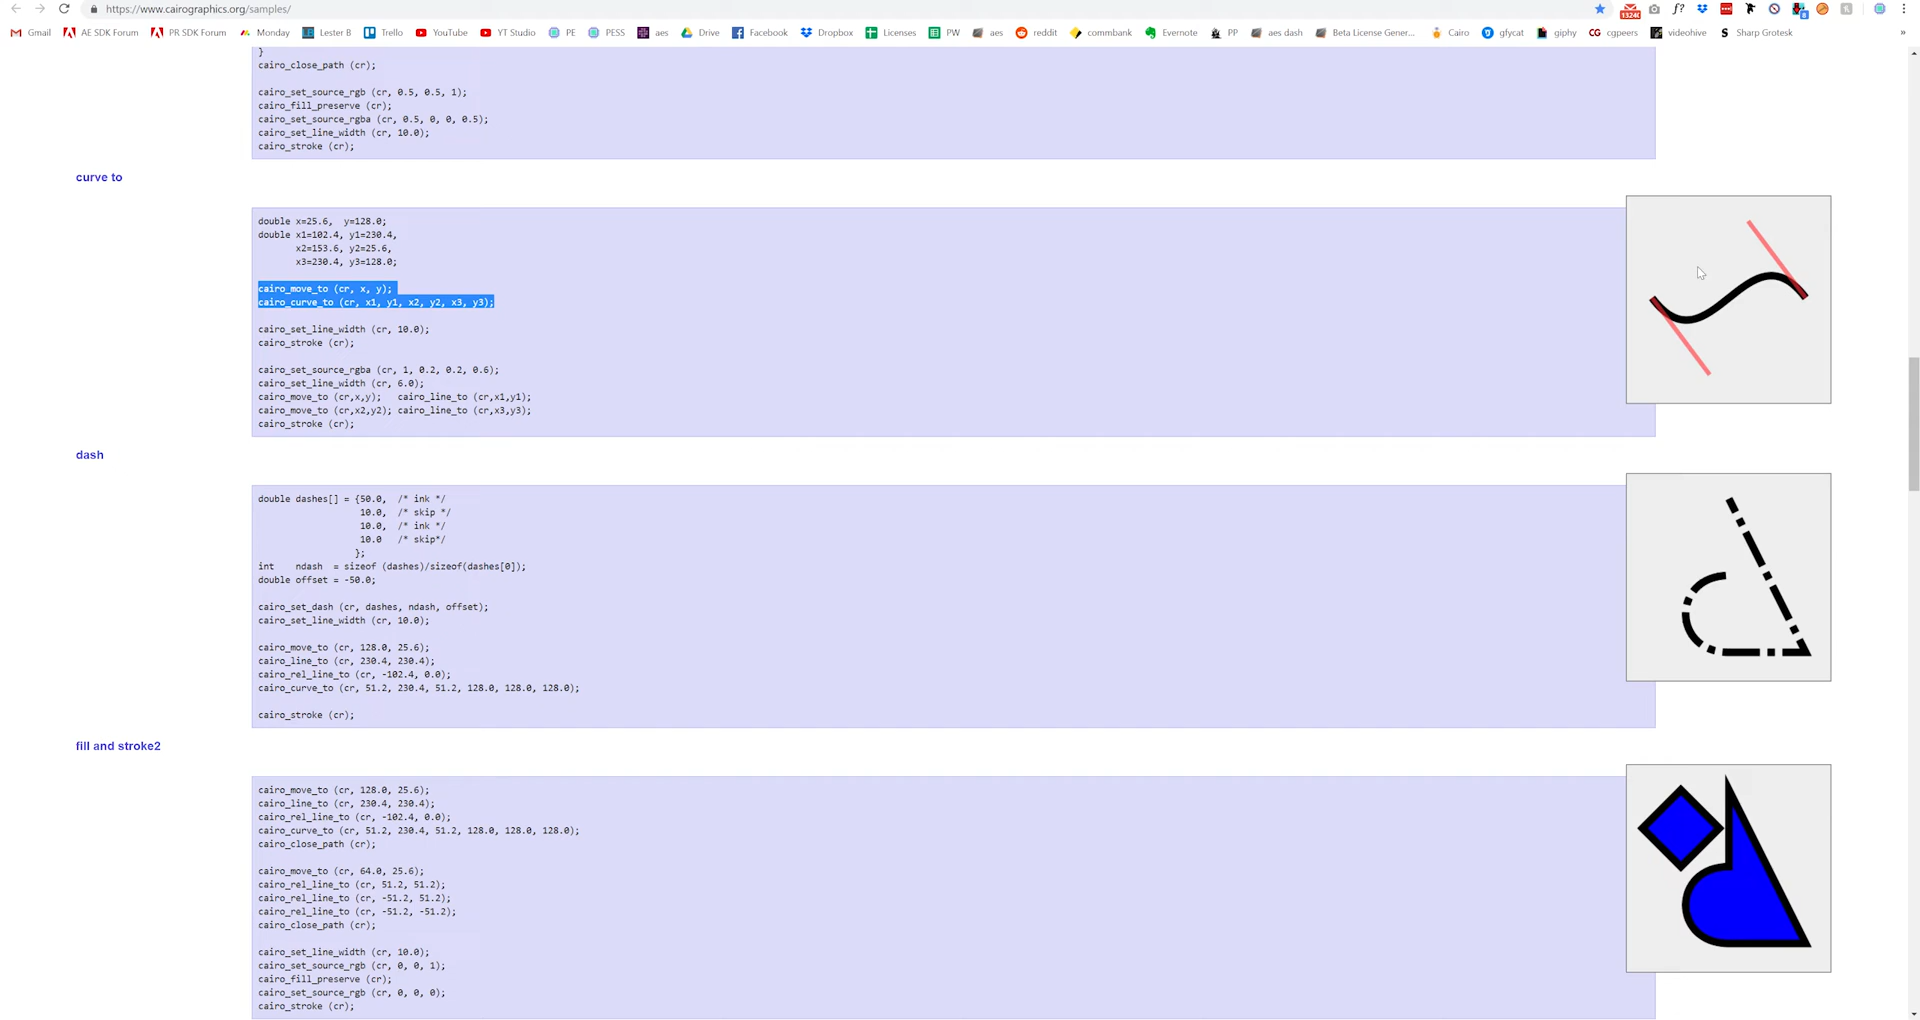 https://www.cairographics.org/samples/
1324
f?
8
Gmail AE SDK Forum PR SDK Forum Monday Lester B Trello YouTube YT Studio PE PESS aes Drive Facebook Dropbox Licenses PW aes reddit commbank Evernote PP aes dash Beta License Gener... Cairo gfycat giphy CG cgpeers videohive S Sharp Grotesk »
}
cairo_close_path (cr);
cairo_set_source_rgb (cr, 0.5, 0.5, 1);
cairo_fill_preserve (cr);
cairo_set_source_rgba (cr, 0.5, 0, 0, 0.5);
cairo_set_line_width (cr, 10.0);
cairo_stroke (cr);
curve to
double x=25.6,  y=128.0;
double x1=102.4, y1=230.4,
x2=153.6, y2=25.6,
x3=230.4, y3=128.0;
cairo_move_to (cr, x, y);
cairo_curve_to (cr, x1, y1, x2, y2, x3, y3);
cairo_set_line_width (cr, 10.0);
cairo_stroke (cr);
cairo_set_source_rgba (cr, 1, 0.2, 0.2, 0.6);
cairo_set_line_width (cr, 6.0);
cairo_move_to (cr,x,y);   cairo_line_to (cr,x1,y1);
cairo_move_to (cr,x2,y2); cairo_line_to (cr,x3,y3);
cairo_stroke (cr);
dash
double dashes[] = {50.0,  /* ink */
10.0,  /* skip */
10.0,  /* ink */
10.0   /* skip*/
};
int    ndash  = sizeof (dashes)/sizeof(dashes[0]);
double offset = -50.0;
cairo_set_dash (cr, dashes, ndash, offset);
cairo_set_line_width (cr, 10.0);
cairo_move_to (cr, 128.0, 25.6);
cairo_line_to (cr, 230.4, 230.4);
cairo_rel_line_to (cr, -102.4, 0.0);
cairo_curve_to (cr, 51.2, 230.4, 51.2, 128.0, 128.0, 128.0);
cairo_stroke (cr);
fill and stroke2
cairo_move_to (cr, 128.0, 25.6);
cairo_line_to (cr, 230.4, 230.4);
cairo_rel_line_to (cr, -102.4, 0.0);
cairo_curve_to (cr, 51.2, 230.4, 51.2, 128.0, 128.0, 128.0);
cairo_close_path (cr);
cairo_move_to (cr, 64.0, 25.6);
cairo_rel_line_to (cr, 51.2, 51.2);
cairo_rel_line_to (cr, -51.2, 51.2);
cairo_rel_line_to (cr, -51.2, -51.2);
cairo_close_path (cr);
cairo_set_line_width (cr, 10.0);
cairo_set_source_rgb (cr, 0, 0, 1);
cairo_fill_preserve (cr);
cairo_set_source_rgb (cr, 0, 0, 0);
cairo_stroke (cr);